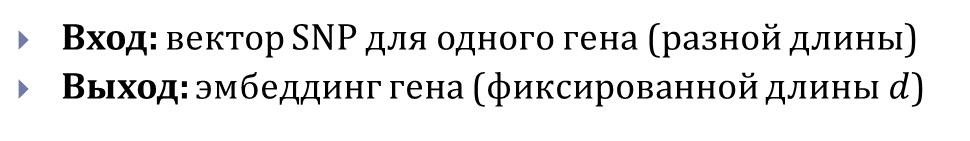 Вход: вектор SNP для одного гена (разной длины)
Выход: эмбеддинг гена (фиксированной длины d)